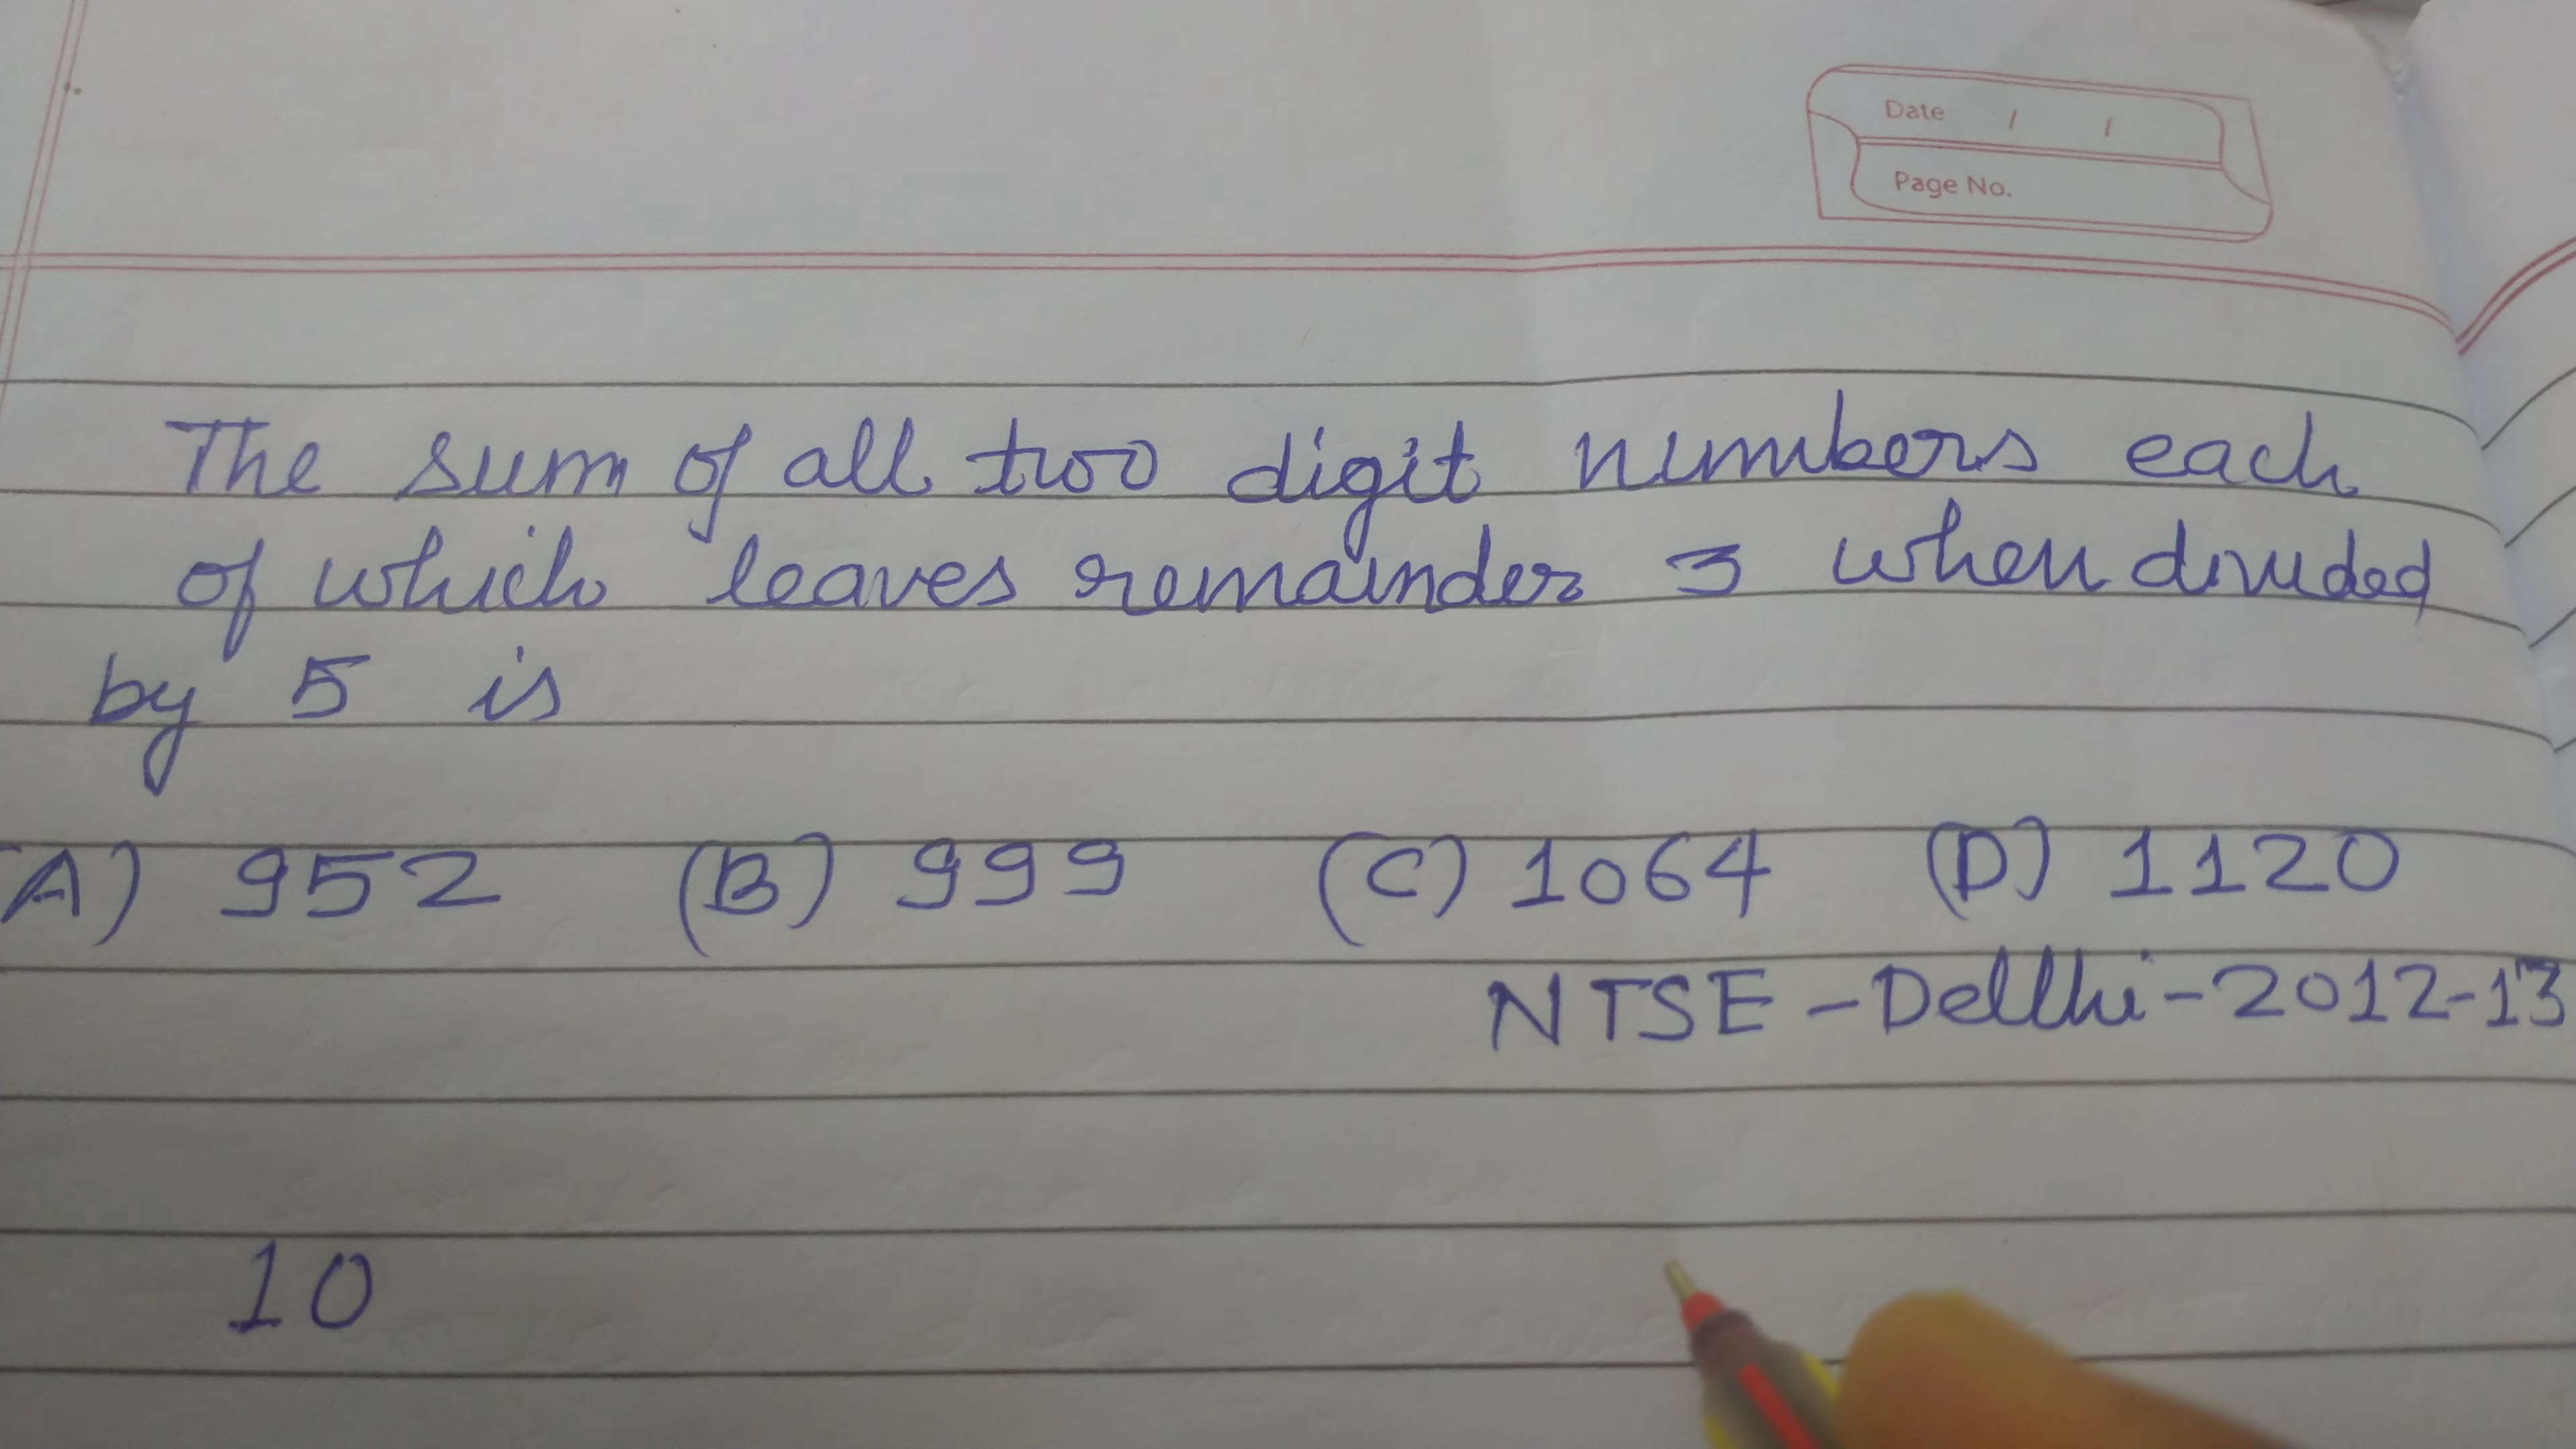 Date / /
Page No.
The sum of all two digit numbers each
of which leaves remainder 3 when divided
by 5 is
A) 952 (B) 999 (C) 1064 (D) 1120
NTSE - Dellhi - 2012-13
10